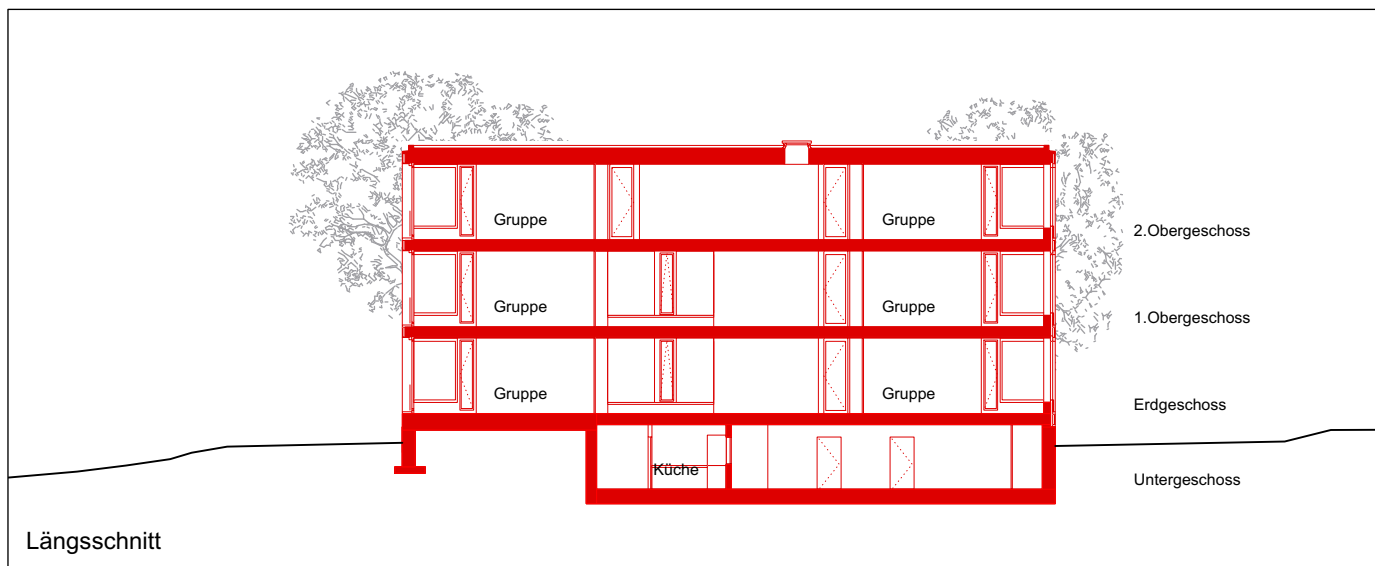 Gruppe Gruppe
2.Obergeschoss
Gruppe Gruppe
1.Obergeschoss
Gruppe Gruppe
Erdgeschoss
Küche
Untergeschoss
Längsschnitt